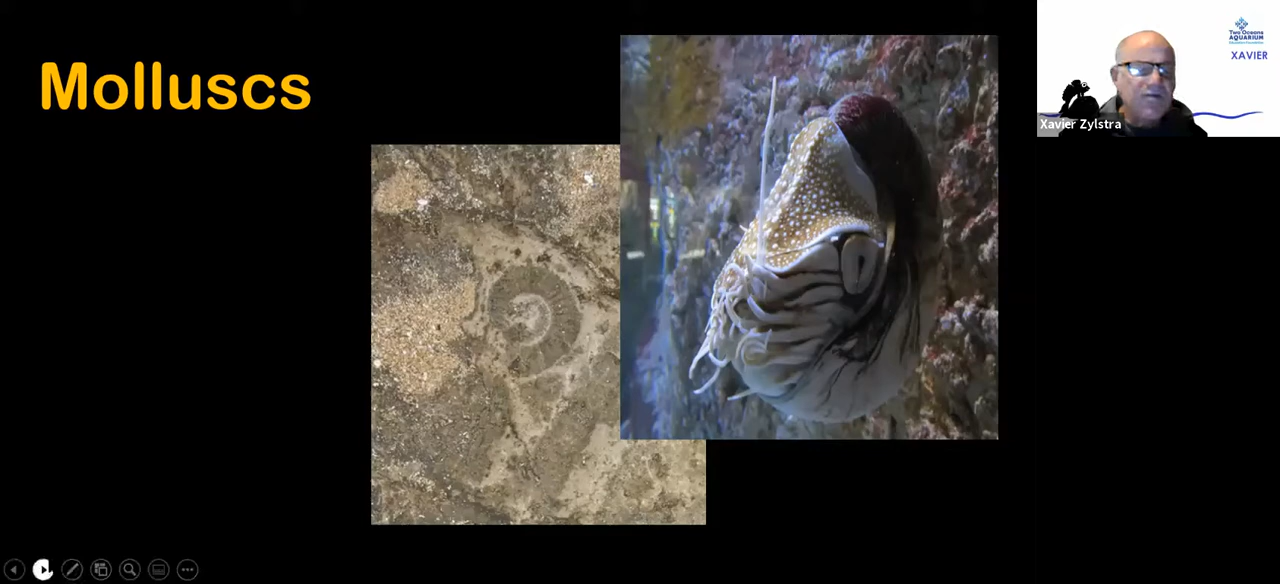 Molluscs
Two Oceans
AQUARIUM
XAVIER
Xavier Zylstra